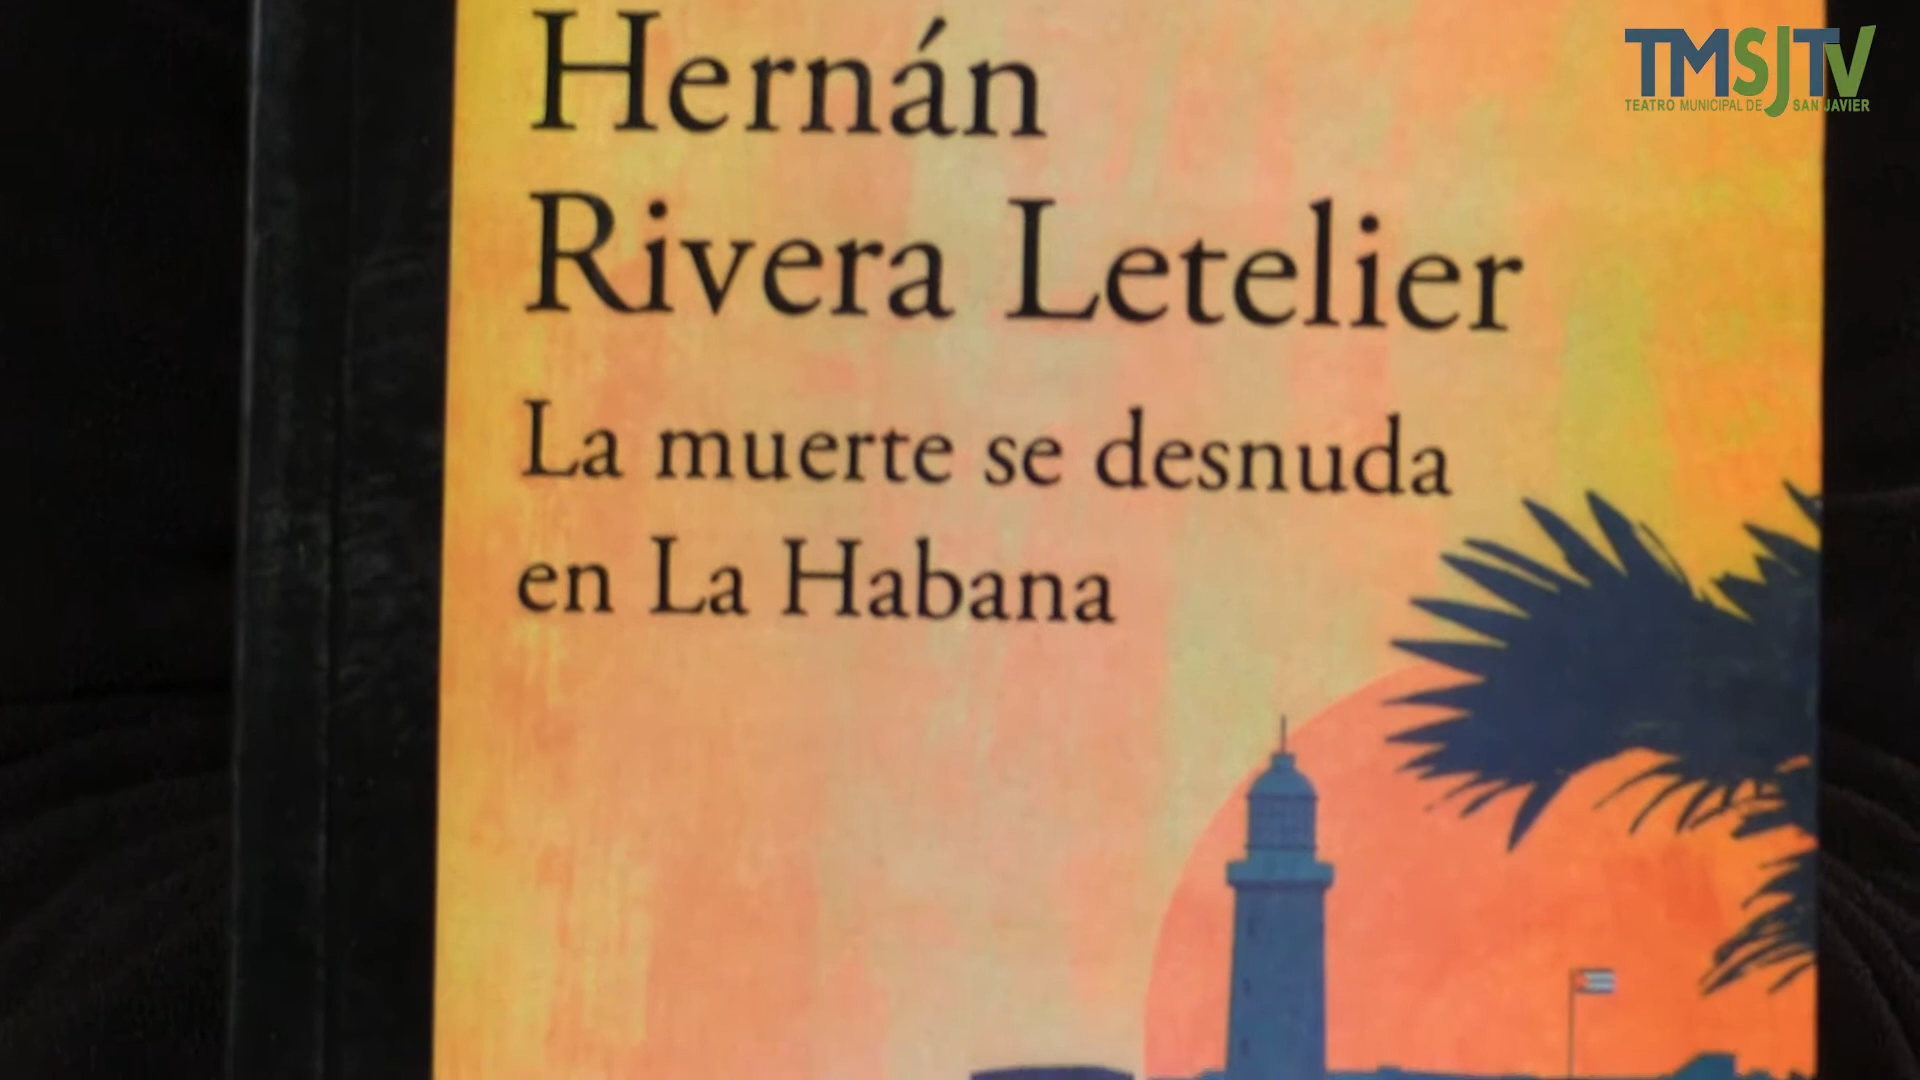 Hernán
Rivera Letelier
La muerte se desnuda
en La Habana
TMSJTV
TEATRO MUNICIPAL DE SAN JAVIER